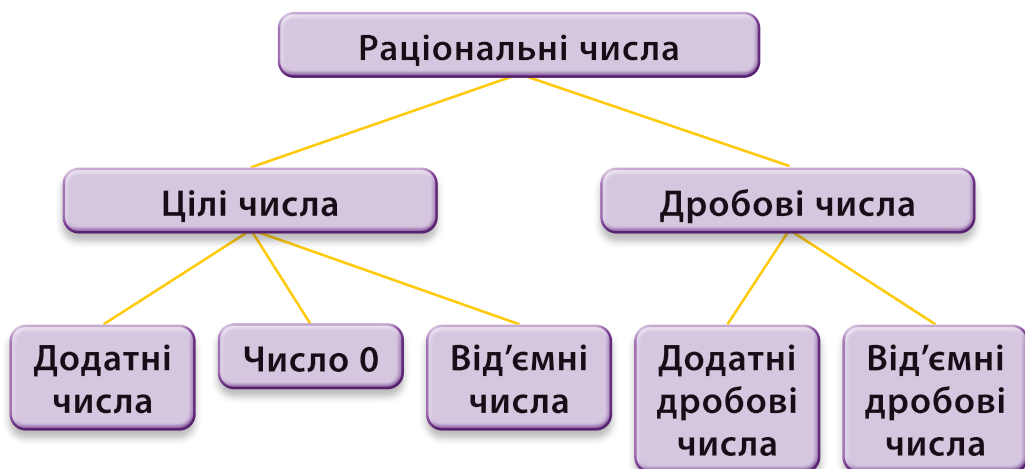 Раціональні числа
Цілі числа
Дробові числа
Додатні
числа
Число 0
Від’ємні
числа
Додатні
дробові
числа
Від’ємні
дробові
числа